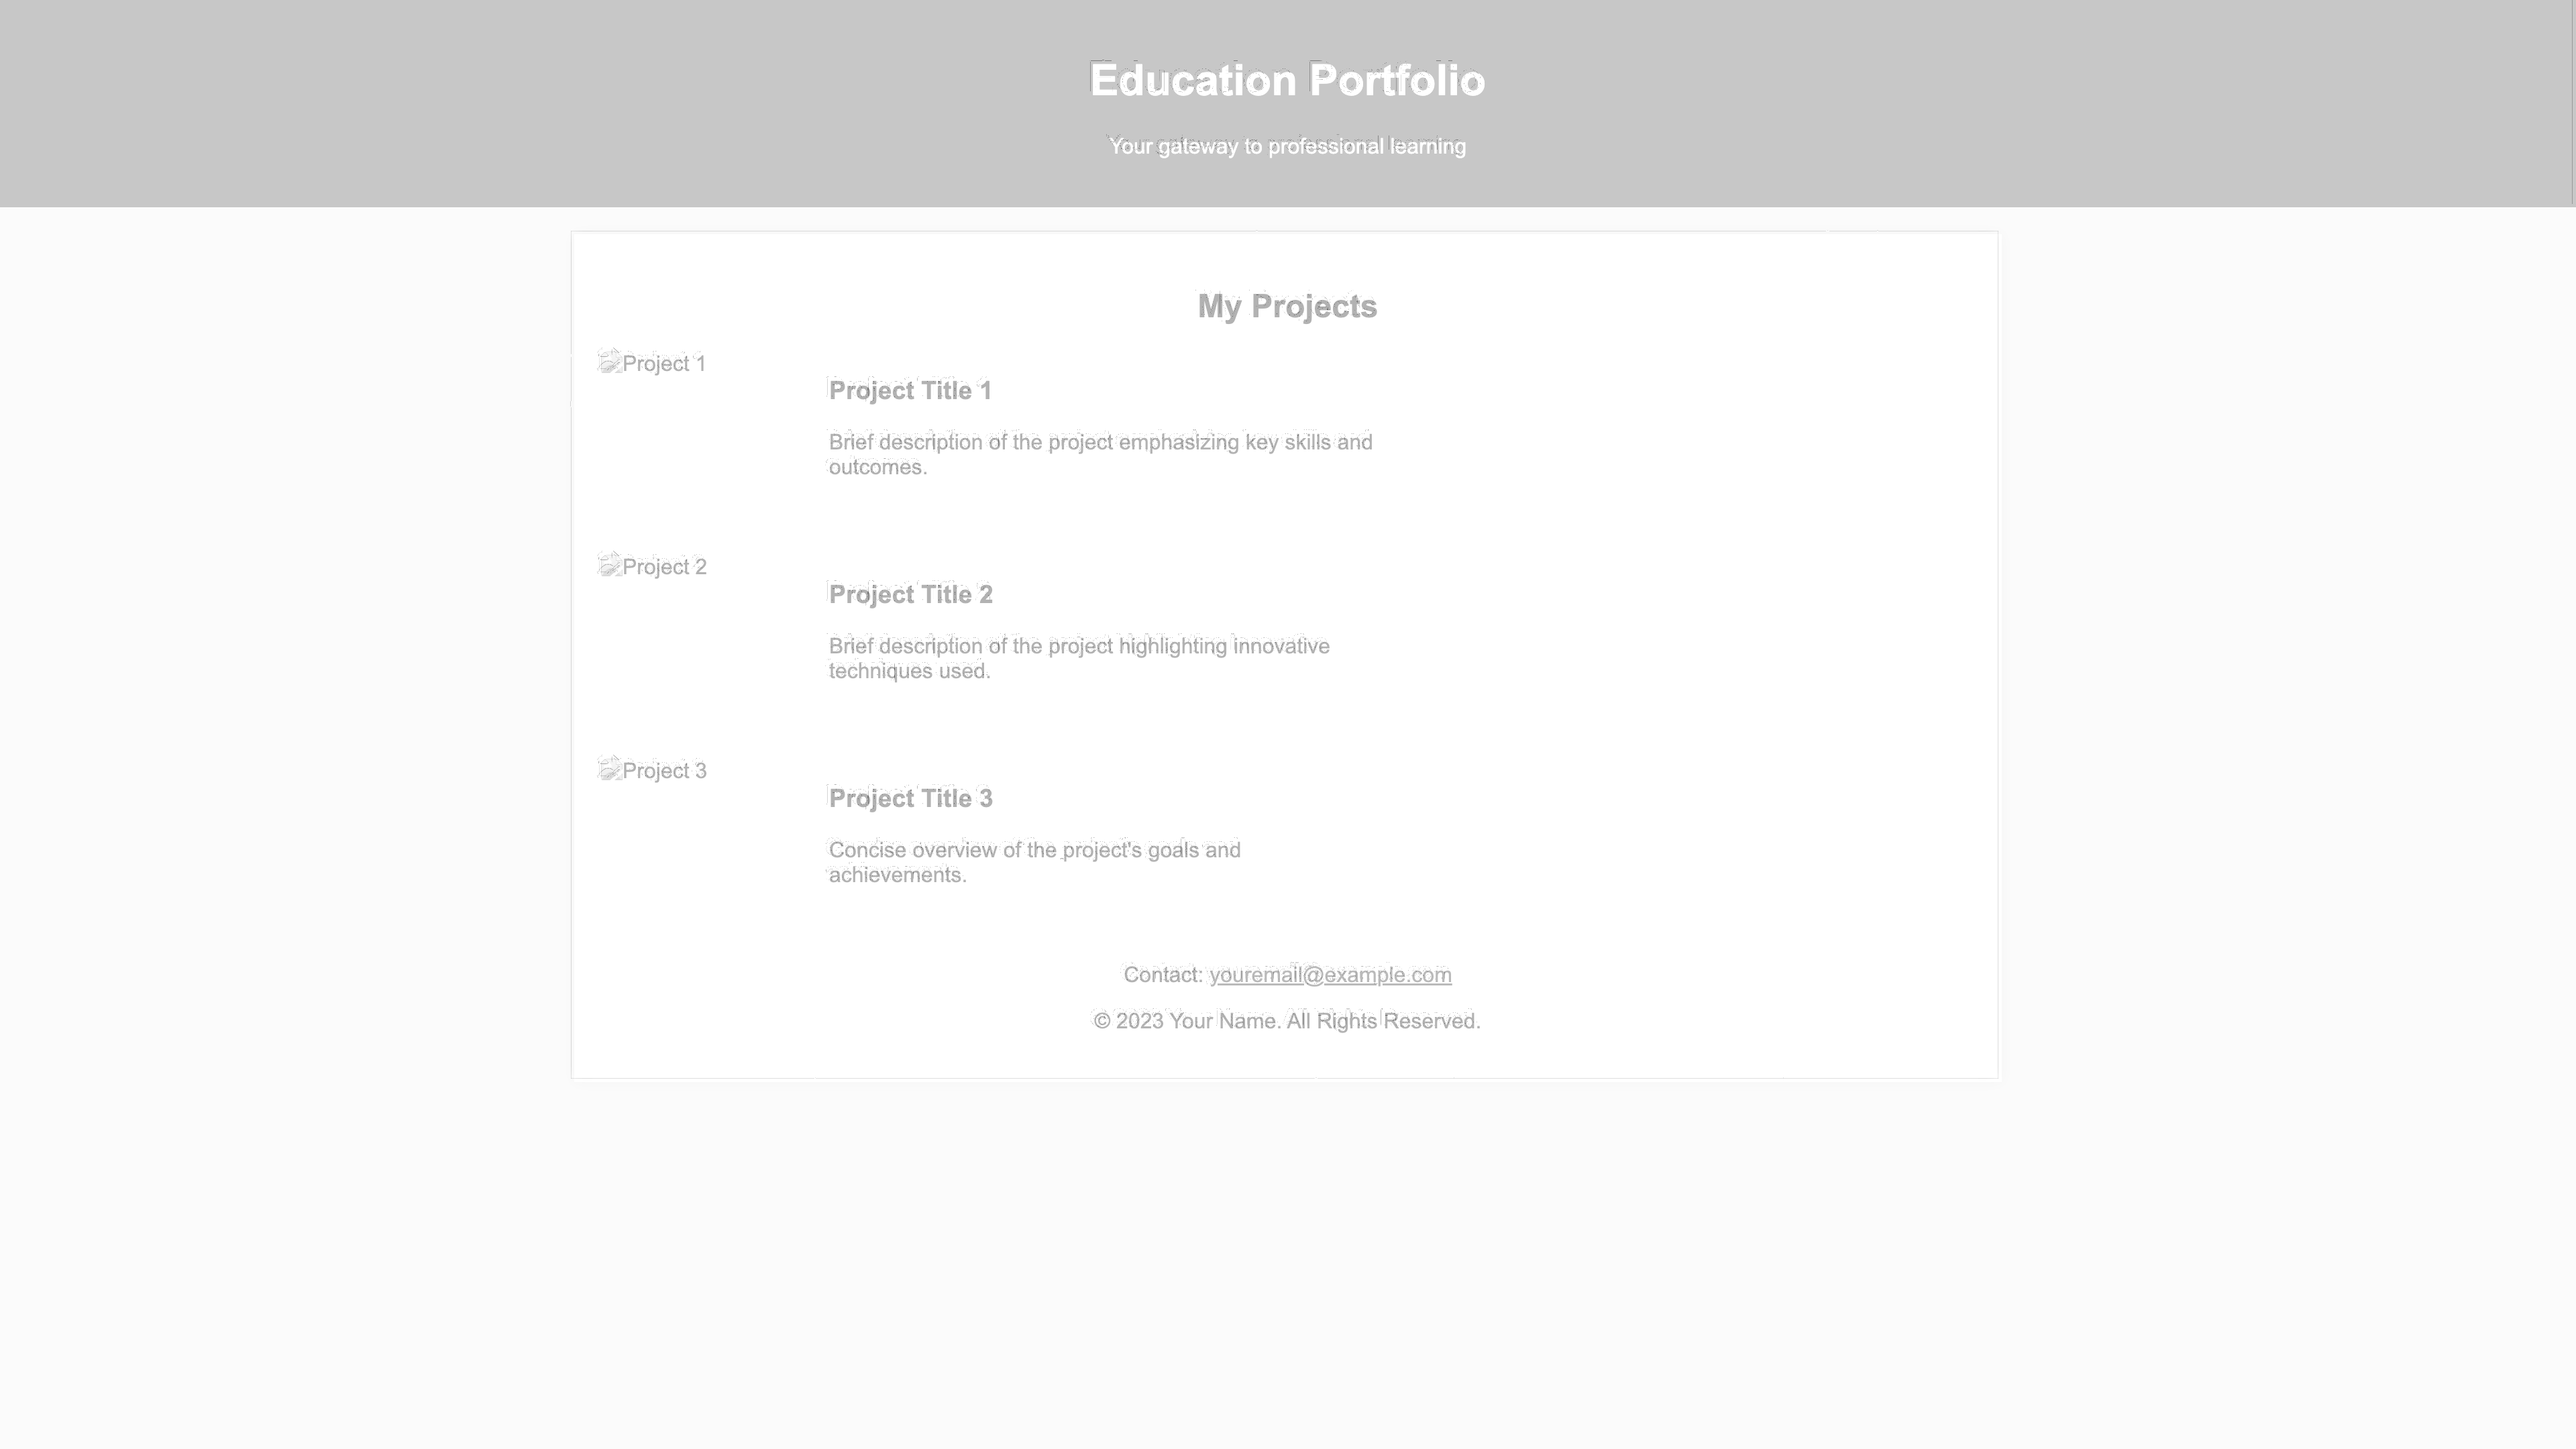 Education Portfolio
Your gateway to professional learning
My Projects
Project 1
Project Title 1
Brief description of the project emphasizing key skills and
outcomes.
Project 2
Project Title 2
Brief description of the project highlighting innovative
techniques used.
Project 3
Project Title 3
Concise overview of the project's goals and
achievements.
Contact: youremail@example.com
© 2023 Your Name. All Rights Reserved.